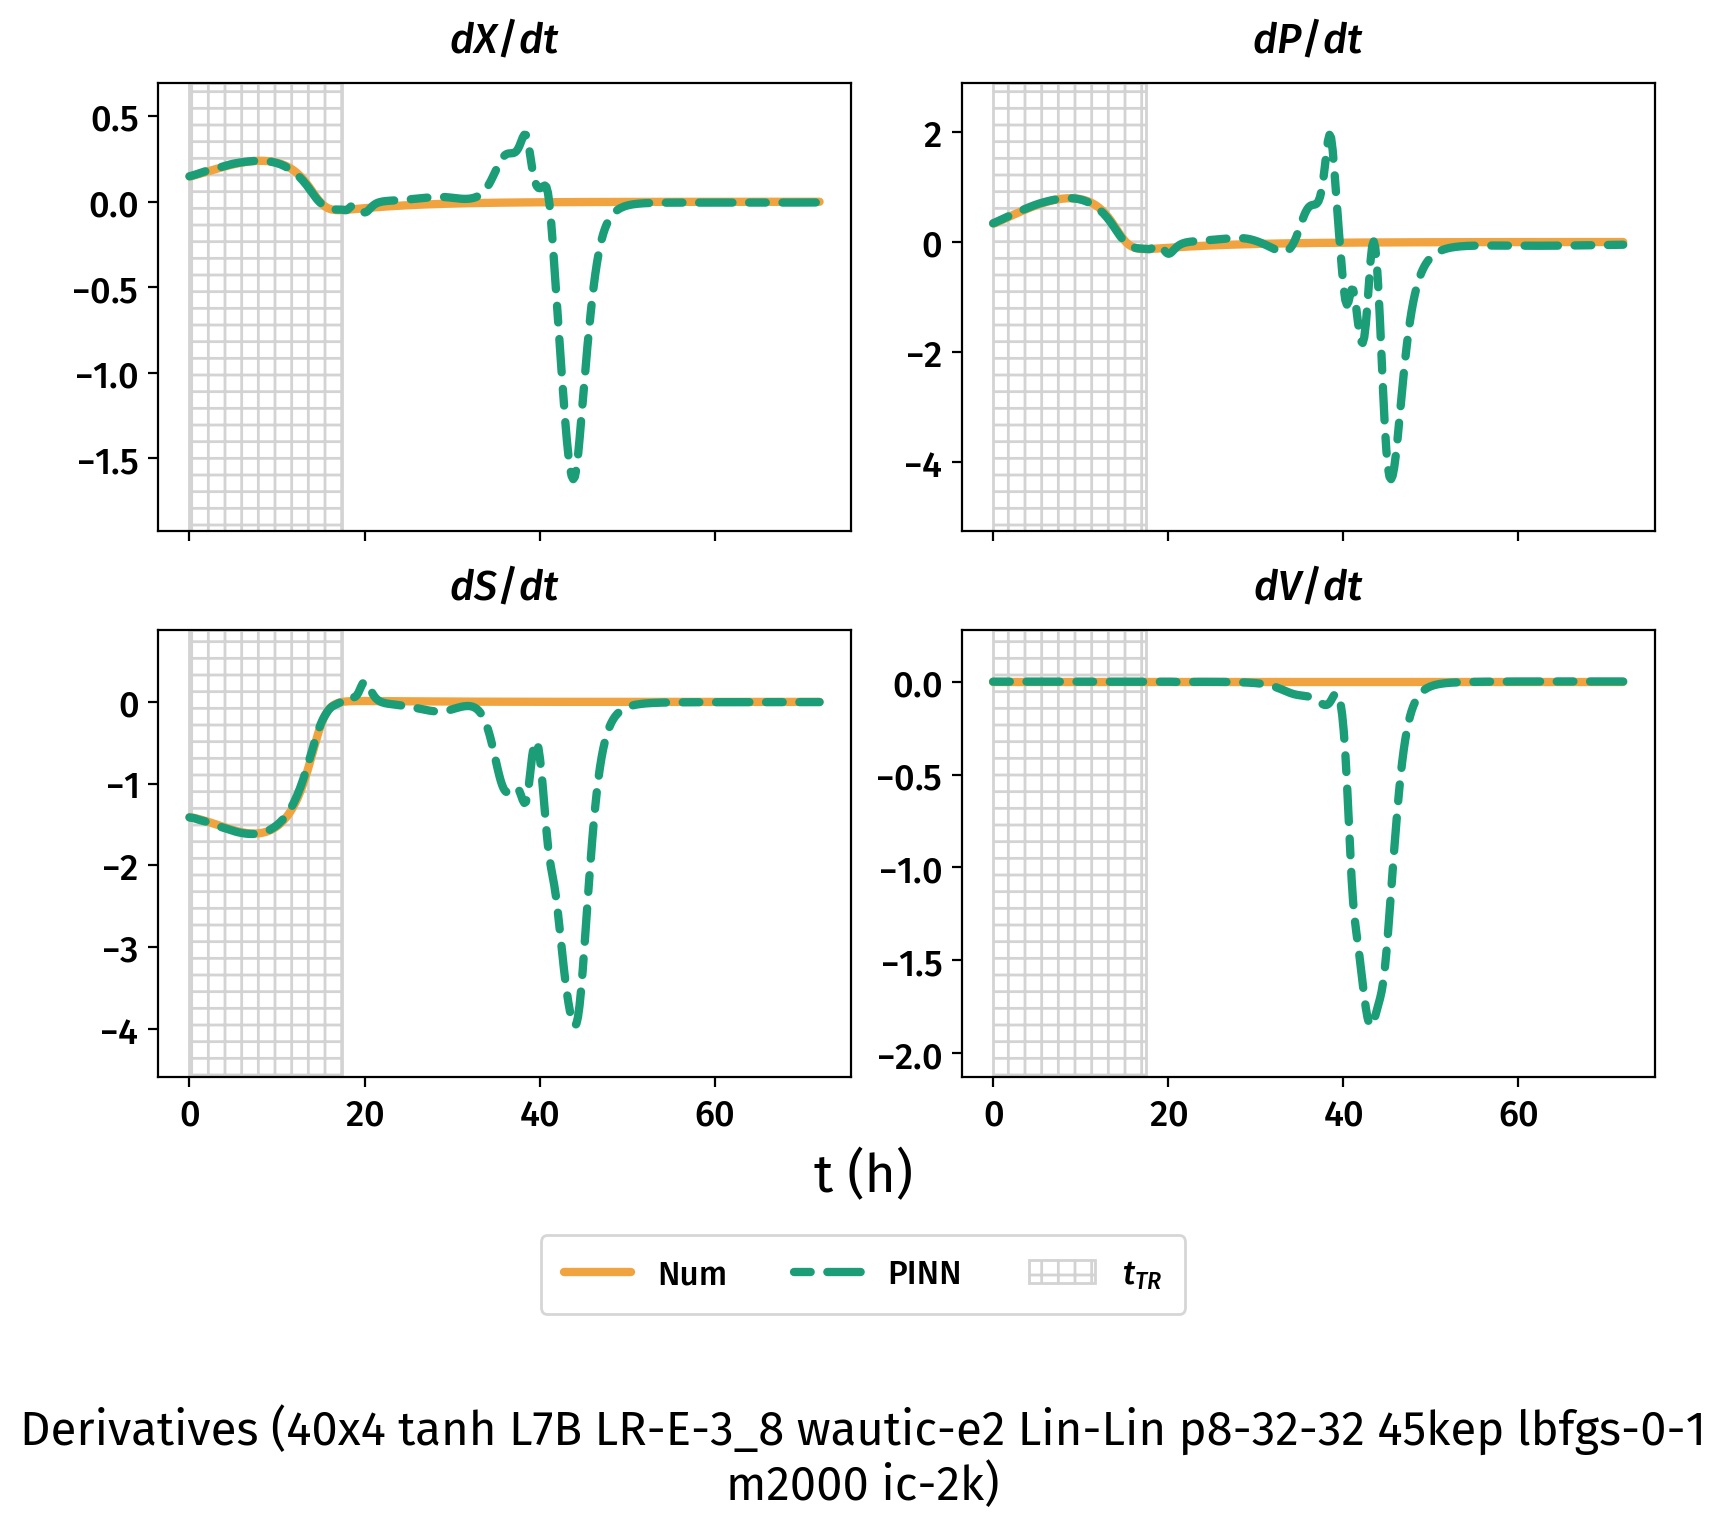 dX/dt
dP/dt
0.5
0.0
−0.5
−1.0
−1.5
2
0
−2
−4
dS/dt
dV/dt
0
−1
−2
−3
−4
0.0
−0.5
−1.0
−1.5
−2.0
0 20 40 60
0 20 40 60
t (h)
Num PINN tTR
Derivatives (40x4 tanh L7B LR-E-3_8 wautic-e2 Lin-Lin p8-32-32 45kep lbfgs-0-1
m2000 ic-2k)